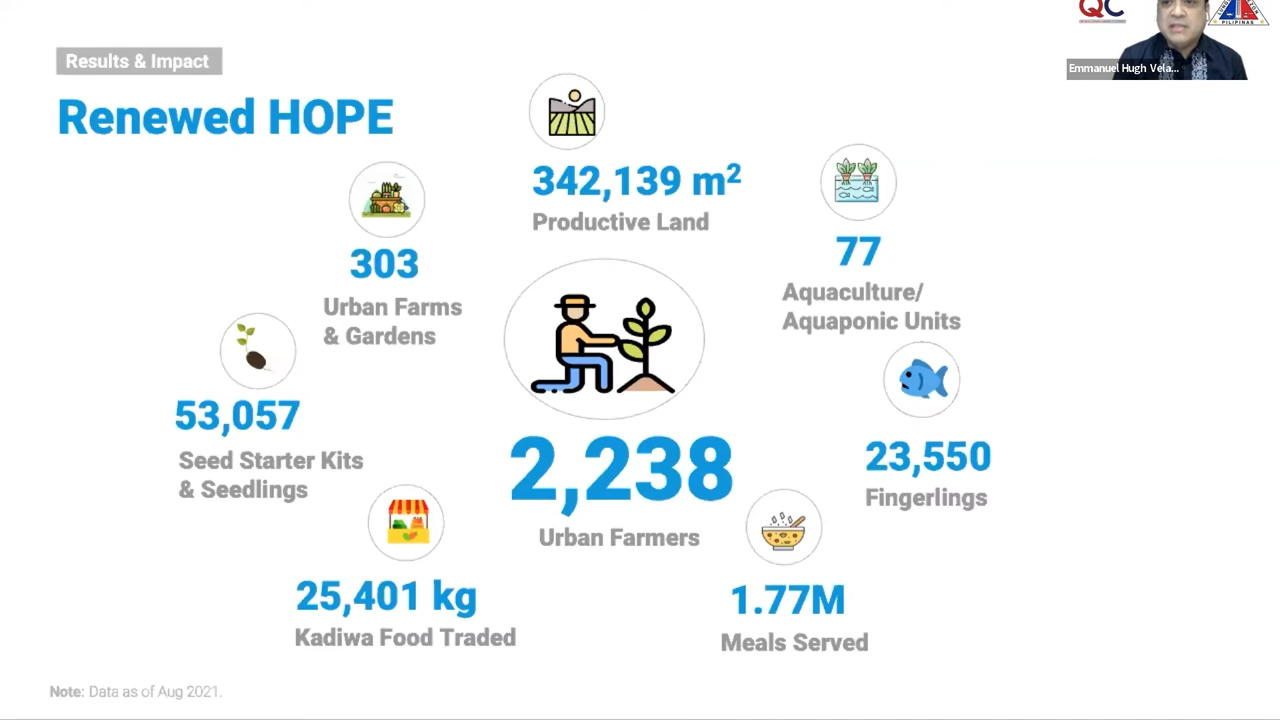 QC
PILIPINAS
Emmanuel Hugh Vela...
Results & Impact
Renewed HOPE
342,139 m²
Productive Land
303
Urban Farms
& Gardens
77
Aquaculture/
Aquaponic Units
53,057
Seed Starter Kits
& Seedlings
2,238
Urban Farmers
23,550
Fingerlings
25,401 kg
Kadiwa Food Traded
1.77M
Meals Served
Note: Data as of Aug 2021.